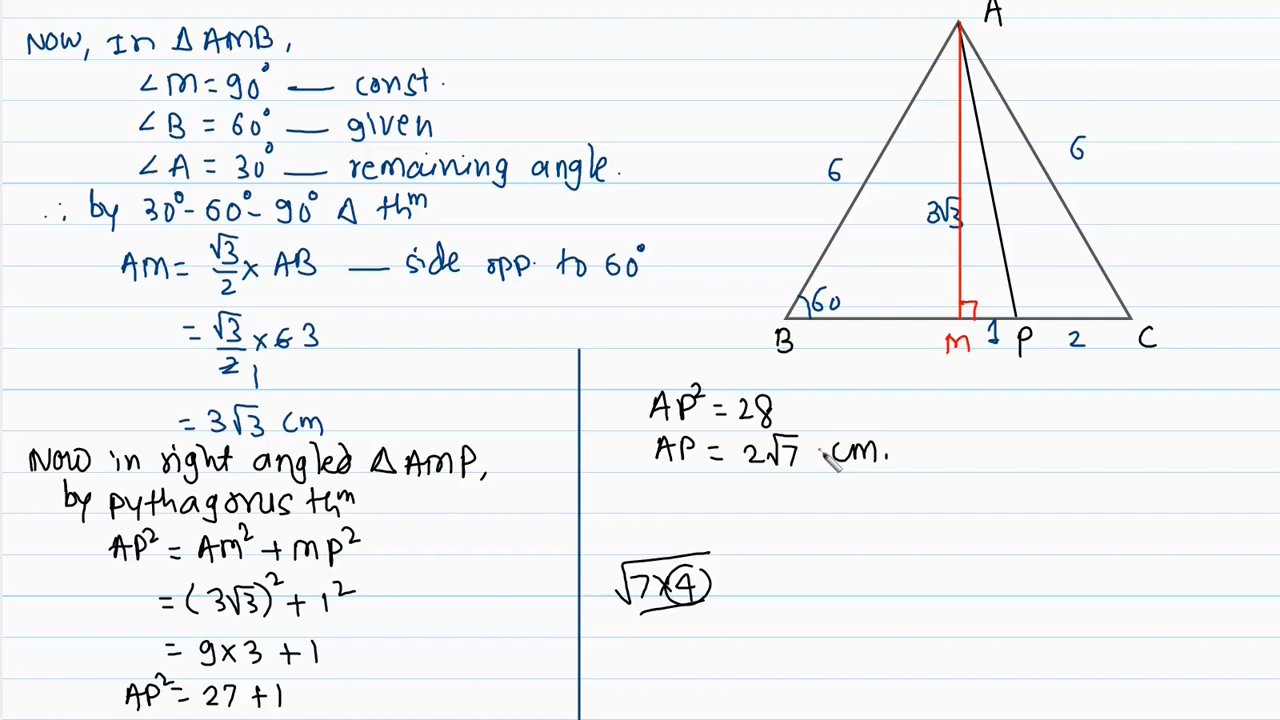 Now, In Δ AMB,
∠M = 90° — const.
∠B = 60° — given
∠A = 30° — remaining angle.
∴ by 30°-60°-90° Δ thm
AM = √3/2 × AB — side opp. to 60°
= √3/2 × 6 3
1
= 3√3 cm
Now in right angled Δ AMP,
by pythagorus thm
AP² = AM² + MP²
= (3√3)² + 1²
= 9×3 + 1
AP² = 27 + 1
A
6
6
3√3
60
B
M
1
P
2
C
AP² = 28
AP = 2√7 cm.
√7×4